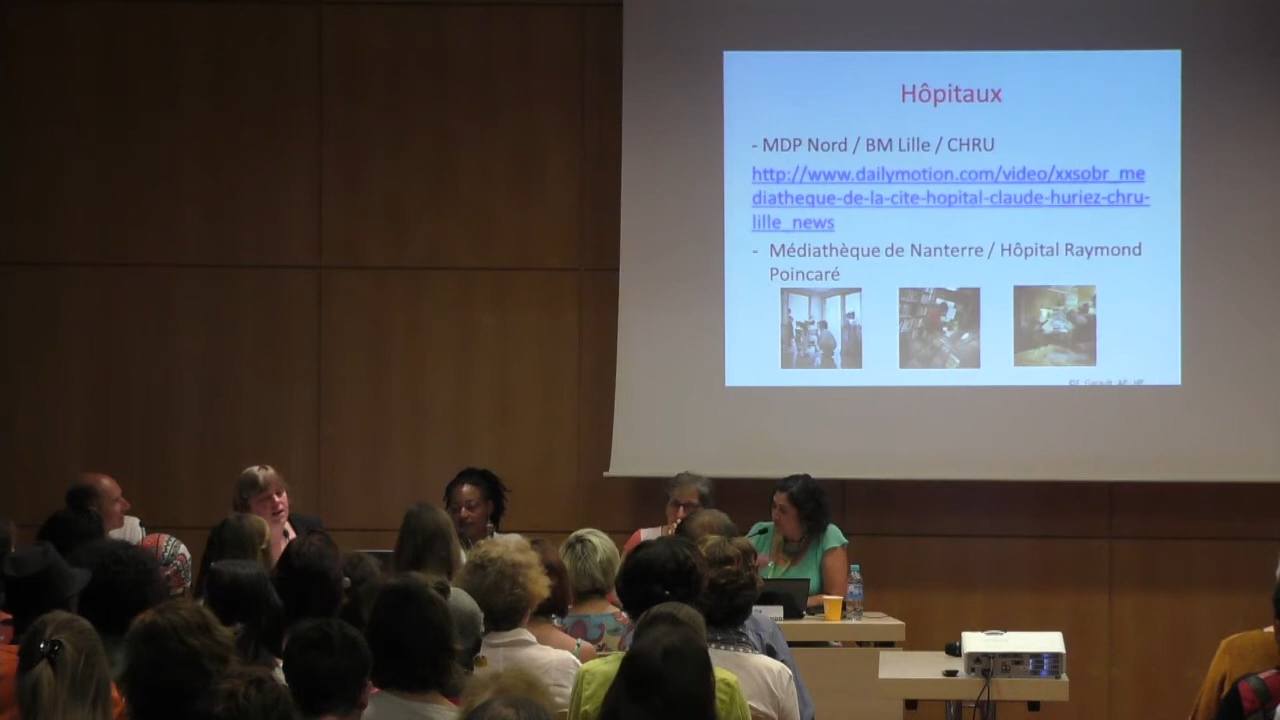 Hôpitaux
- MDP Nord / BM Lille / CHRU
http://www.dailymotion.com/video/xxsobr_me
diatheque-de-la-cite-hopital-claude-huriez-chru-
lille_news
- Médiathèque de Nanterre / Hôpital Raymond
Poincaré